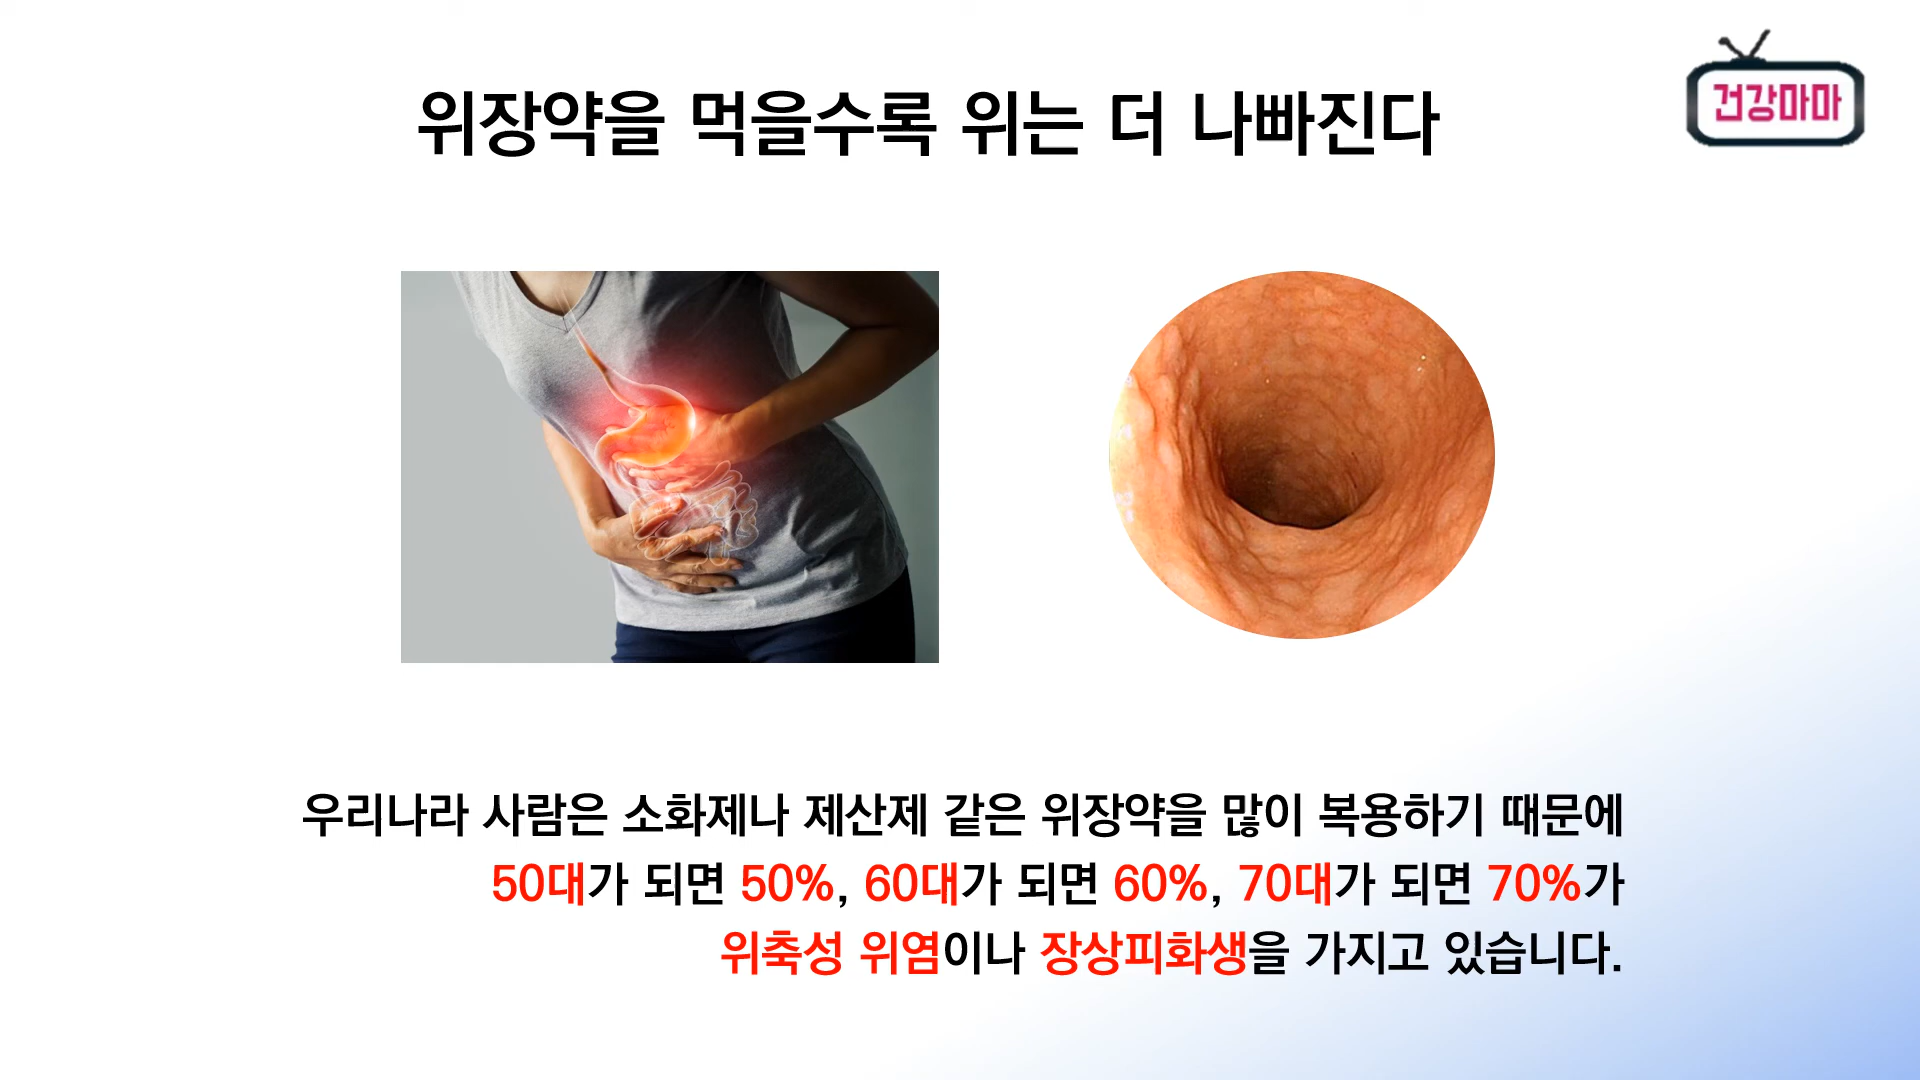 위장약을 먹을수록 위는 더 나빠진다
건강마마
우리나라 사람은 소화제나 제산제 같은 위장약을 많이 복용하기 때문에
50대가 되면 50%, 60대가 되면 60%, 70대가 되면 70%가
위축성 위염이나 장상피화생을 가지고 있습니다.